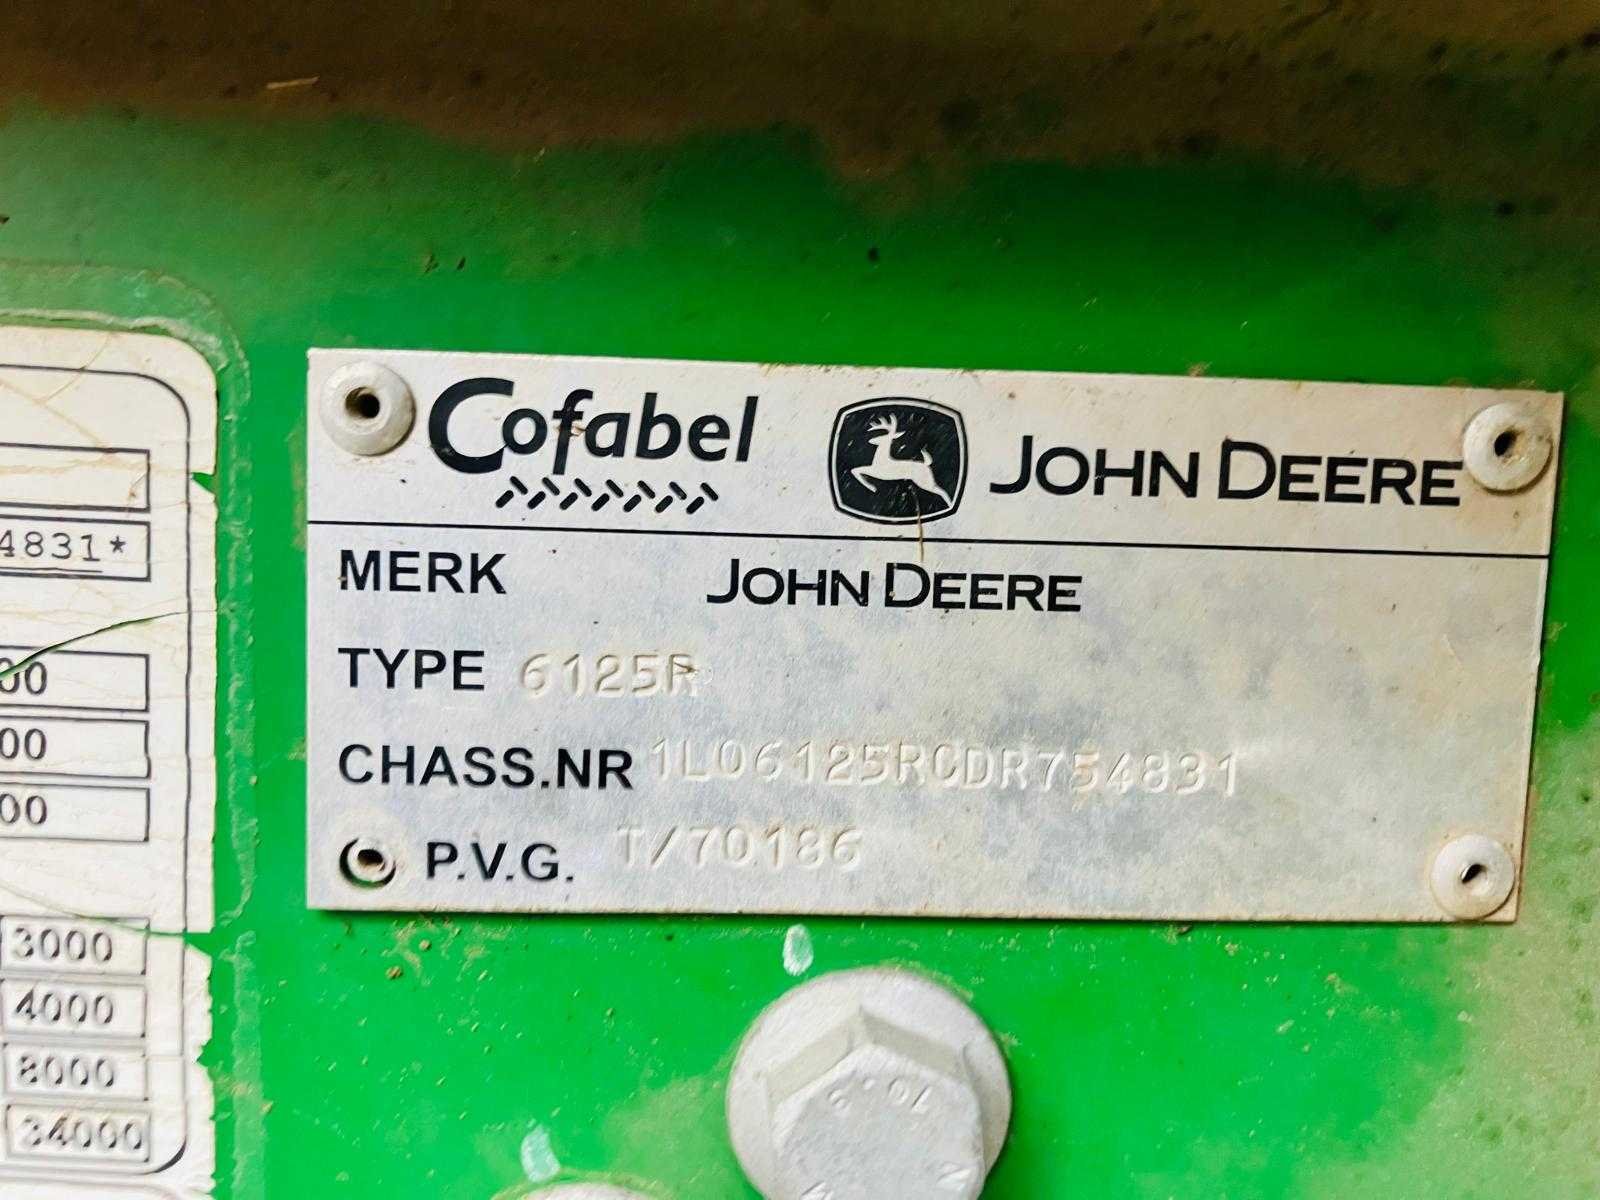 Cofabel JOHN DEERE
MERK JOHN DEERE
TYPE 6125R
CHASS.NR 1L06125RCDR754831
P.V.G. T/70186
4831*
00
00
00
3000
4000
8000
34000